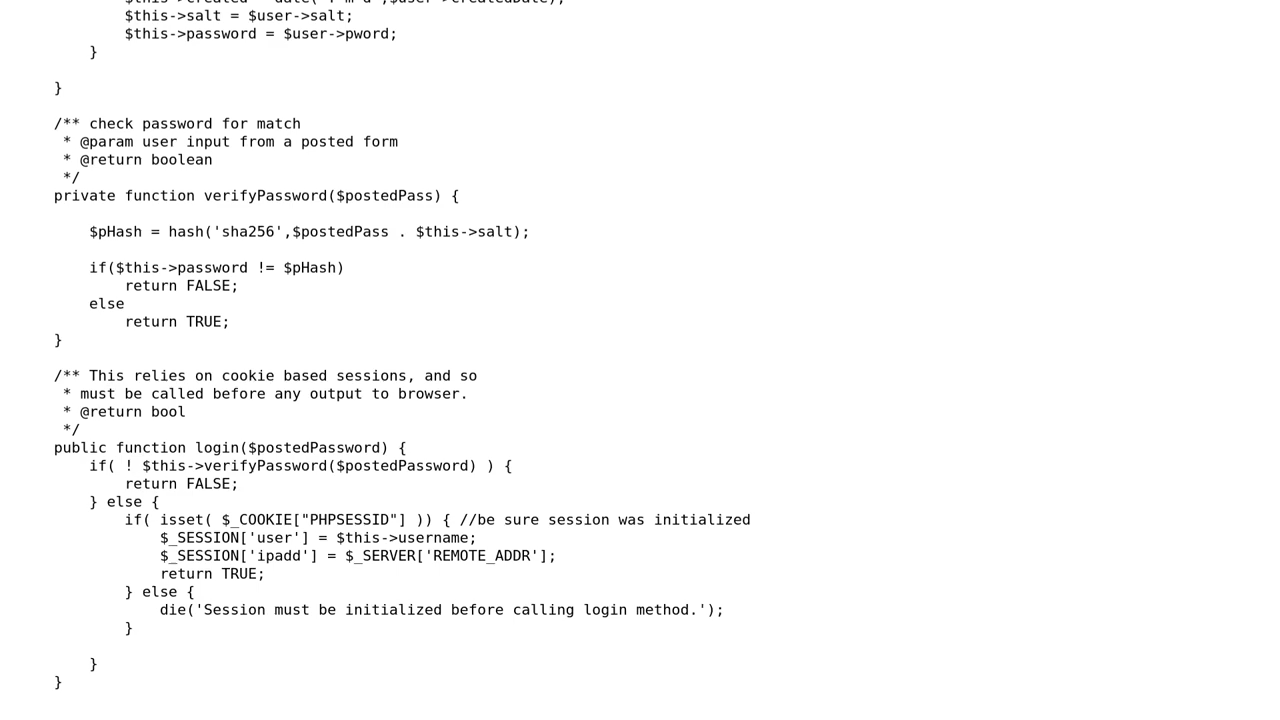 $this->salt = $user->salt;
$this->password = $user->pword;
}
}
/** check password for match
* @param user input from a posted form
* @return boolean
*/
private function verifyPassword($postedPass) {
$pHash = hash('sha256',$postedPass . $this->salt);
if($this->password != $pHash)
return FALSE;
else
return TRUE;
}
/** This relies on cookie based sessions, and so
* must be called before any output to browser.
* @return bool
*/
public function login($postedPassword) {
if( ! $this->verifyPassword($postedPassword) ) {
return FALSE;
} else {
if( isset( $_COOKIE["PHPSESSID"] )) { //be sure session was initialized
$_SESSION['user'] = $this->username;
$_SESSION['ipadd'] = $_SERVER['REMOTE_ADDR'];
return TRUE;
} else {
die('Session must be initialized before calling login method.');
}
}
}